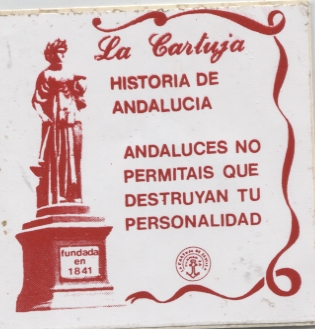 La Cartuja
HISTORIA DE
ANDALUCIA
ANDALUCES NO
PERMITAIS QUE
DESTRUYAN TU
PERSONALIDAD
fundada
en
1841